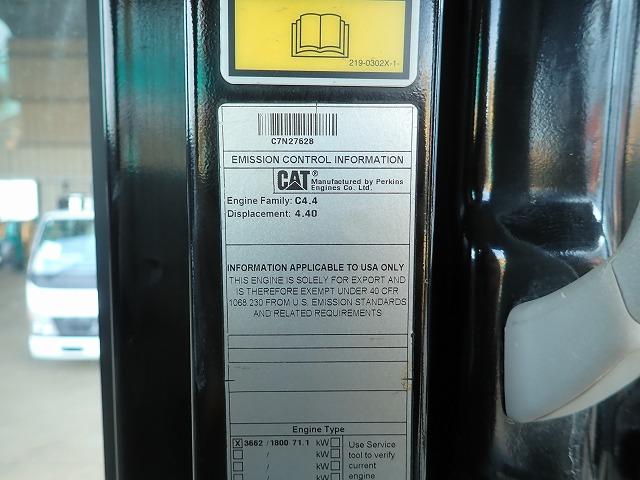 219-0302X-1-
C7N27628
EMISSION CONTROL INFORMATION
CAT® Manufactured by Perkins
Engines Co. Ltd.
Engine Family: C4.4
Displacement: 4.40
INFORMATION APPLICABLE TO USA ONLY
THIS ENGINE IS SOLELY FOR EXPORT AND
IS THEREFORE EXEMPT UNDER 40 CFR
1068.230 FROM U.S. EMISSION STANDARDS
AND RELATED REQUIREMENTS
Engine Type
X 3662 / 1800 71.1 kW
/ kW
/ kW
/ kW
Use Service
tool to verify
current
engine